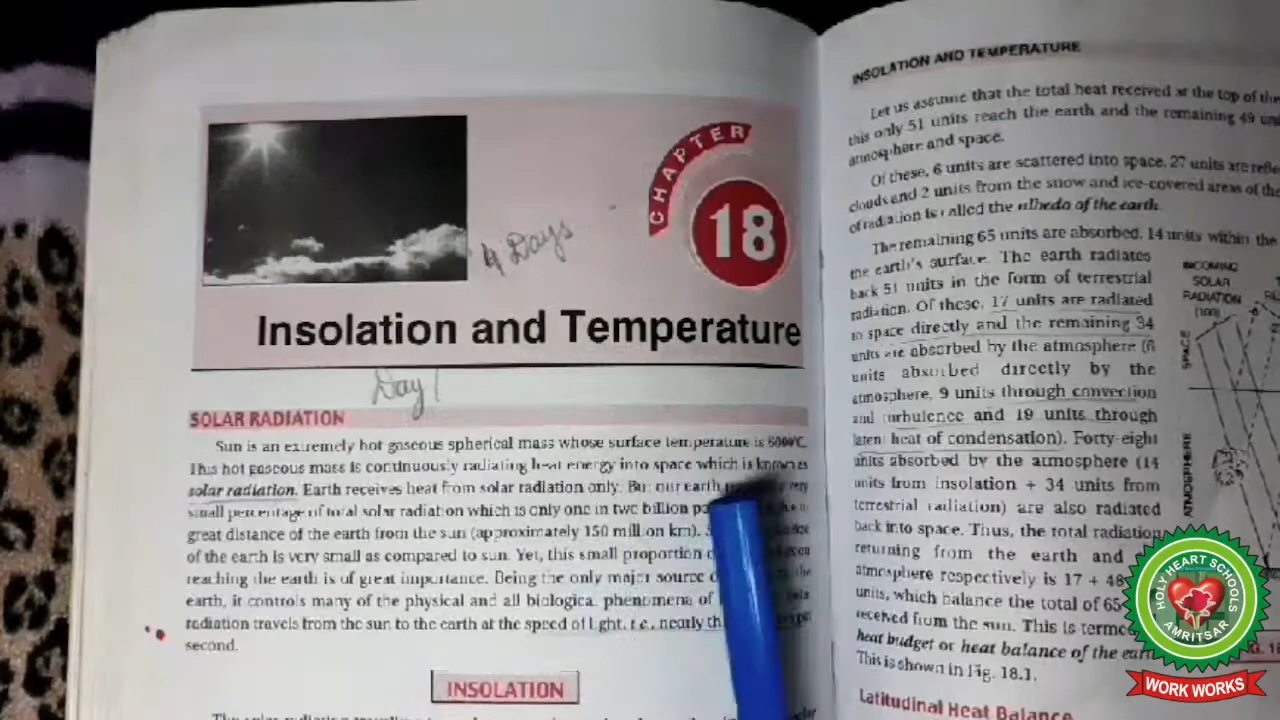 CHAPTER
18
4 Days
Insolation and Temperature
Day 1
SOLAR RADIATION
Sun is an extremely hot gaseous spherical mass whose surface temperature is 6000°C.
This hot gaseous mass is continuously radiating heat energy into space which is known as
solar radiation. Earth receives heat from solar radiation only. But our earth very
small percentage of total solar radiation which is only one in two billion
great distance of the earth from the sun (approximately 150 million km).
of the earth is very small as compared to sun. Yet, this small proportion
reaching the earth is of great importance. Being the only major source the
earth, it controls many of the physical and all biological phenomena of
radiation travels from the sun to the earth at the speed of light, i.e., nearly
second.
INSOLATION
The solar radiation
INSOLATION AND TEMPERATURE
Let us assume that the total heat received at the top of the
this only 51 units reach the earth and the remaining 49
atmosphere and space.
Of these, 6 units are scattered into space, 27 units are
clouds and 2 units from the snow and ice-covered areas of the
of radiation is called the albedo of the earth.
The remaining 65 units are absorbed, 14 units within the
the earth's surface. The earth radiates
back 51 units in the form of terrestrial
radiation. Of these, 17 units are radiated
to space directly and the remaining 34
units are absorbed by the atmosphere (6
units absorbed directly by the
atmosphere, 9 units through convection
and turbulence and 19 units through
latent heat of condensation). Forty-eight
units absorbed by the atmosphere (14
units from insolation + 34 units from
terrestrial radiation) are also radiated
back into space. Thus, the total radiation
returning from the earth and
atmosphere respectively is 17 + 48
units, which balance the total of 65
received from the sun. This is termed
heat budget or heat balance of the
This is shown in Fig. 18.1.
Latitudinal Heat Balance
INCOMING
SOLAR
RADIATION
(100)
SPACE
ATMOSPHERE
HOLY HEART SCHOOLS
AMRITSAR
WORK WORKS